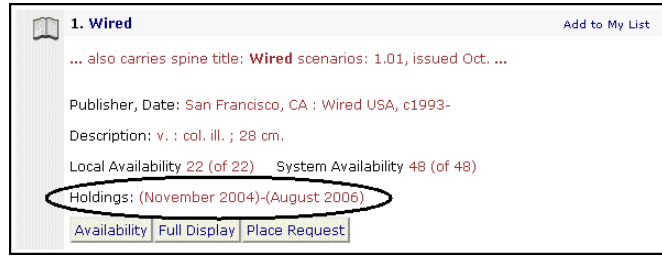 1. Wired Add to My List
... also carries spine title: Wired scenarios: 1.01, issued Oct. ...
Publisher, Date: San Francisco, CA : Wired USA, c1993-
Description: v. : col. ill. ; 28 cm.
Local Availability 22 (of 22) System Availability 48 (of 48)
Holdings: (November 2004)-(August 2006)
Availability Full Display Place Request